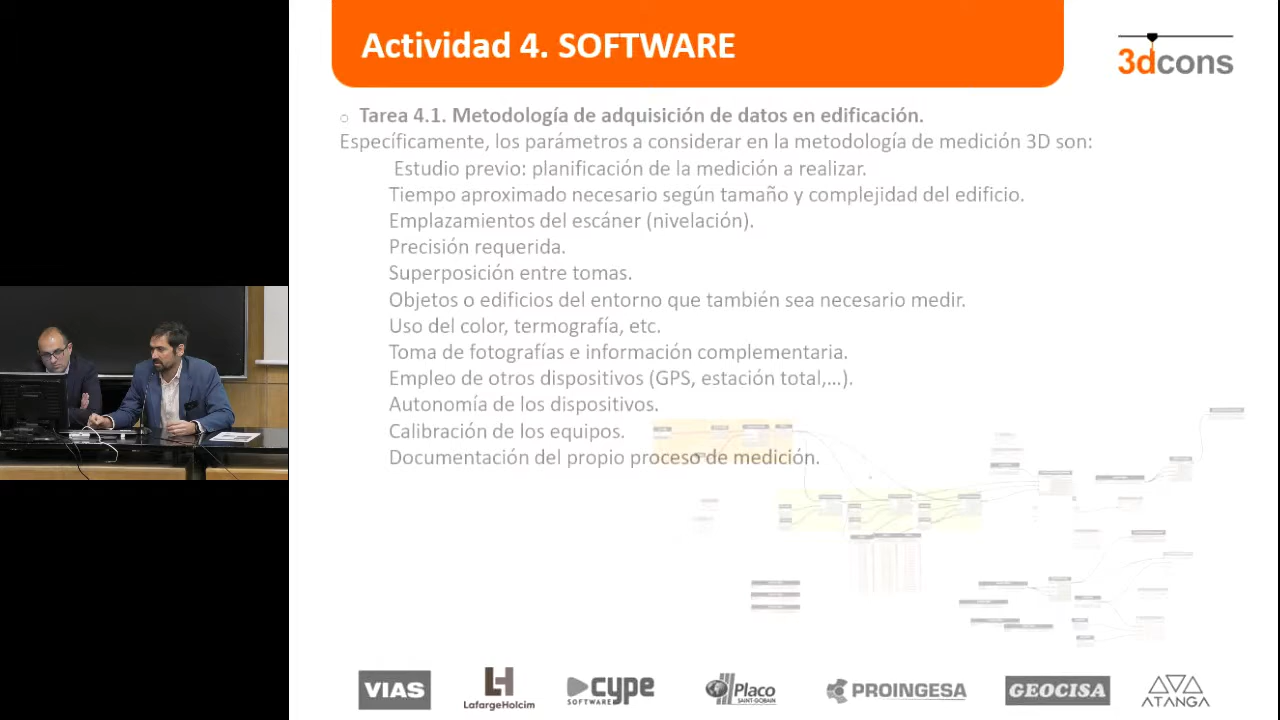 Actividad 4. SOFTWARE
3dcons
Tarea 4.1. Metodología de adquisición de datos en edificación.
Específicamente, los parámetros a considerar en la metodología de medición 3D son:
Estudio previo: planificación de la medición a realizar.
Tiempo aproximado necesario según tamaño y complejidad del edificio.
Emplazamientos del escáner (nivelación).
Precisión requerida.
Superposición entre tomas.
Objetos o edificios del entorno que también sea necesario medir.
Uso del color, termografía, etc.
Toma de fotografías e información complementaria.
Empleo de otros dispositivos (GPS, estación total,...).
Autonomía de los dispositivos.
Calibración de los equipos.
Documentación del propio proceso de medición.
VIAS
LafargeHolcim
cype
SOFTWARE
Placo
SAINT-GOBAIN
PROINGESA
GEOCISA
ATANGA